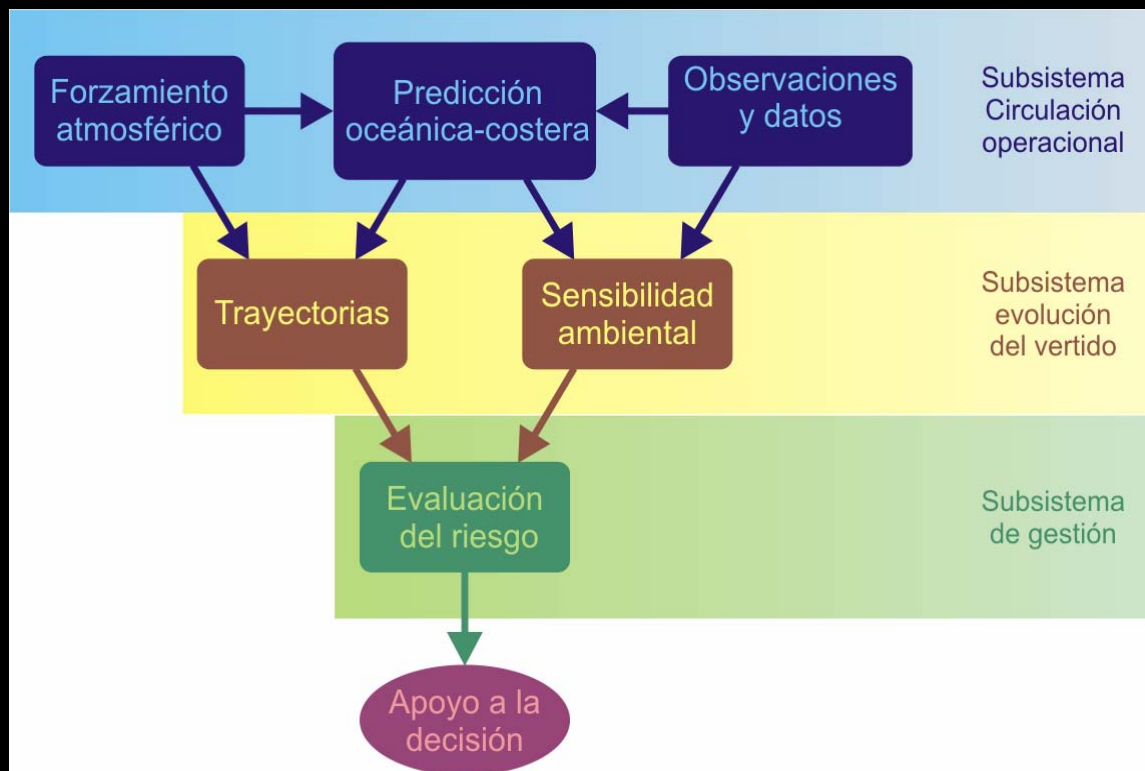 Forzamiento
atmosférico
Predicción
oceánica-costera
Observaciones
y datos
Subsistema
Circulación
operacional
Trayectorias
Sensibilidad
ambiental
Subsistema
evolución
del vertido
Evaluación
del riesgo
Subsistema
de gestión
Apoyo a la
decisión